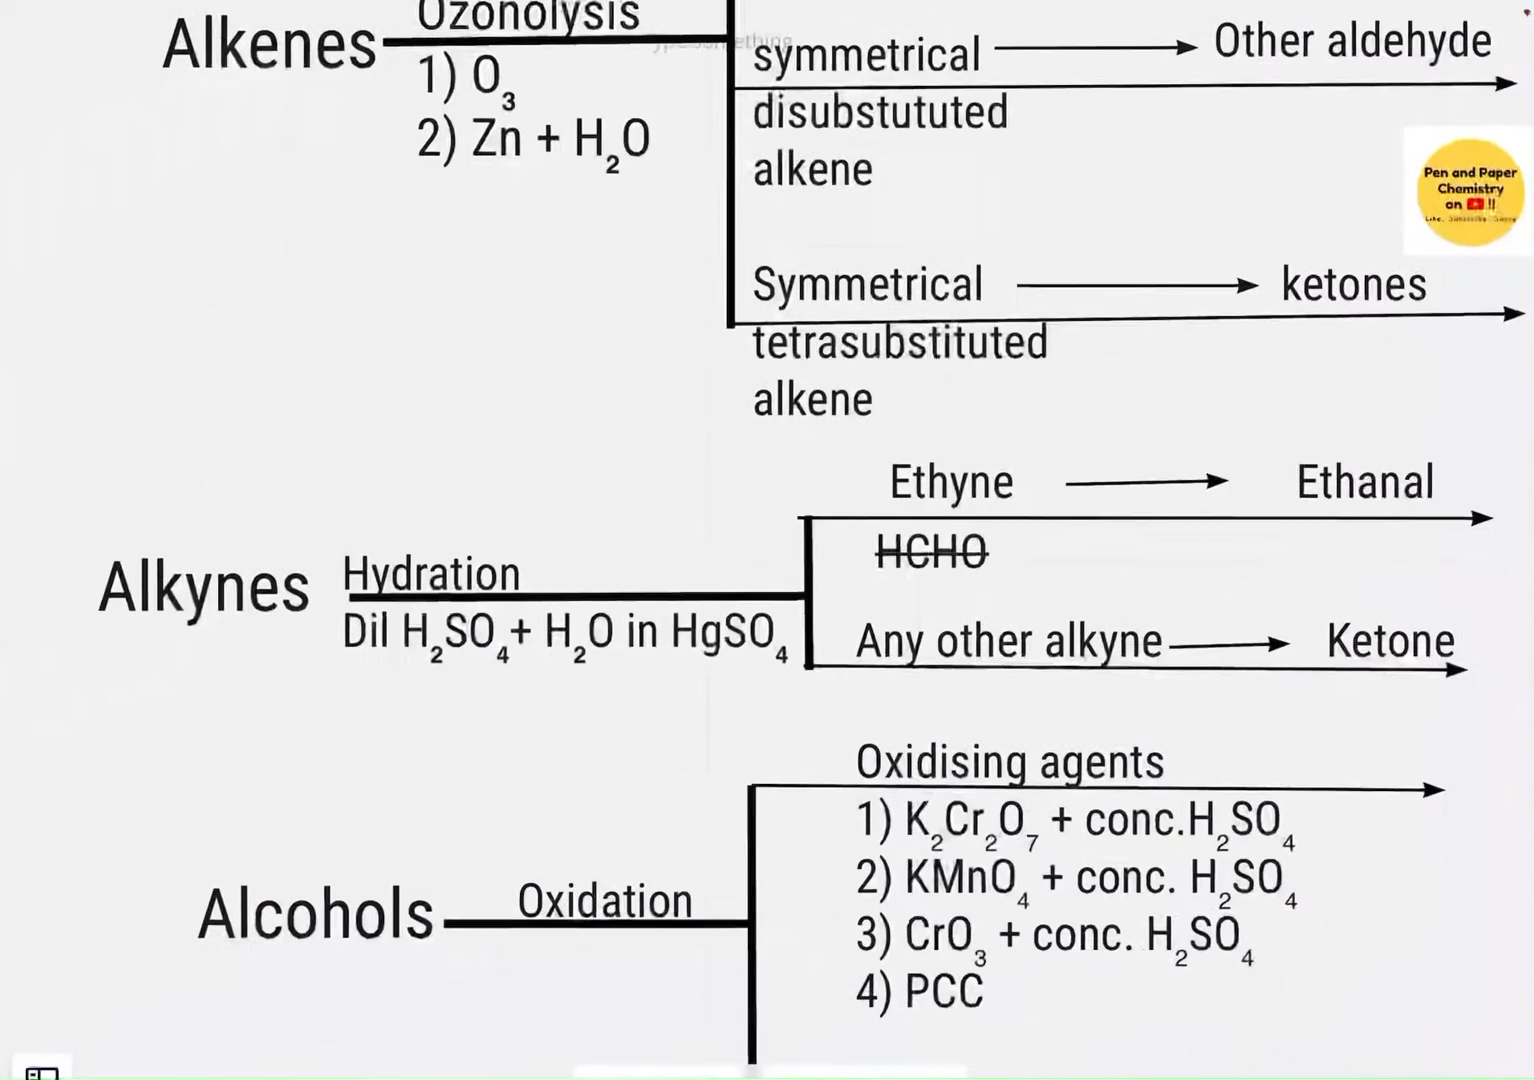 Ozonolysis
Alkenes
1) O₃
2) Zn + H₂O
symmetrical
Other aldehyde
disubstututed
alkene
Pen and Paper
Chemistry
on !!
Symmetrical
ketones
tetrasubstituted
alkene
Ethyne
Ethanal
HCHO
Alkynes
Hydration
Dil H₂SO₄+ H₂O in HgSO₄
Any other alkyne
Ketone
Oxidising agents
1) K₂Cr₂O₇ + conc.H₂SO₄
2) KMnO₄ + conc. H₂SO₄
Alcohols
Oxidation
3) CrO₃ + conc. H₂SO₄
4) PCC